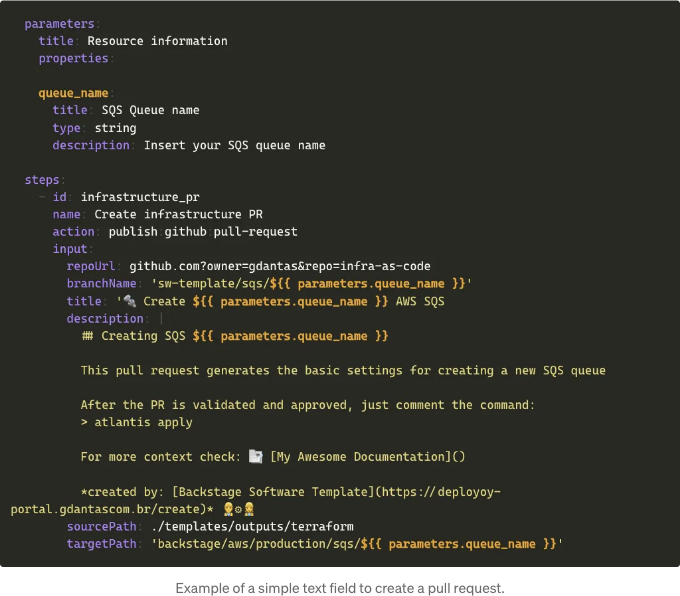 parameters:
title: Resource information
properties:
queue_name:
title: SQS Queue name
type: string
description: Insert your SQS queue name
steps:
- id: infrastructure_pr
name: Create infrastructure PR
action: publish:github:pull-request
input:
repoUrl: github.com?owner=gdantas&repo=infra-as-code
branchName: 'sw-template/sqs/${{ parameters.queue_name }}'
title: '🔩 Create ${{ parameters.queue_name }} AWS SQS
description: |
## Creating SQS ${{ parameters.queue_name }}
This pull request generates the basic settings for creating a new SQS queue
After the PR is validated and approved, just comment the command:
> atlantis apply
For more context check: [My Awesome Documentation]()
*created by: [Backstage Software Template](https://deployoy-
portal.gdantascom.br/create)*
sourcePath: ./templates/outputs/terraform
targetPath: 'backstage/aws/production/sqs/${{ parameters.queue_name }}'
Example of a simple text field to create a pull request.